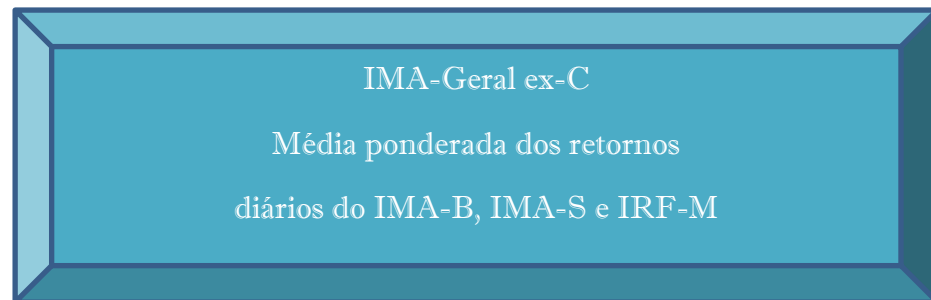 IMA-Geral ex-C
Média ponderada dos retornos
diários do IMA-B, IMA-S e IRF-M